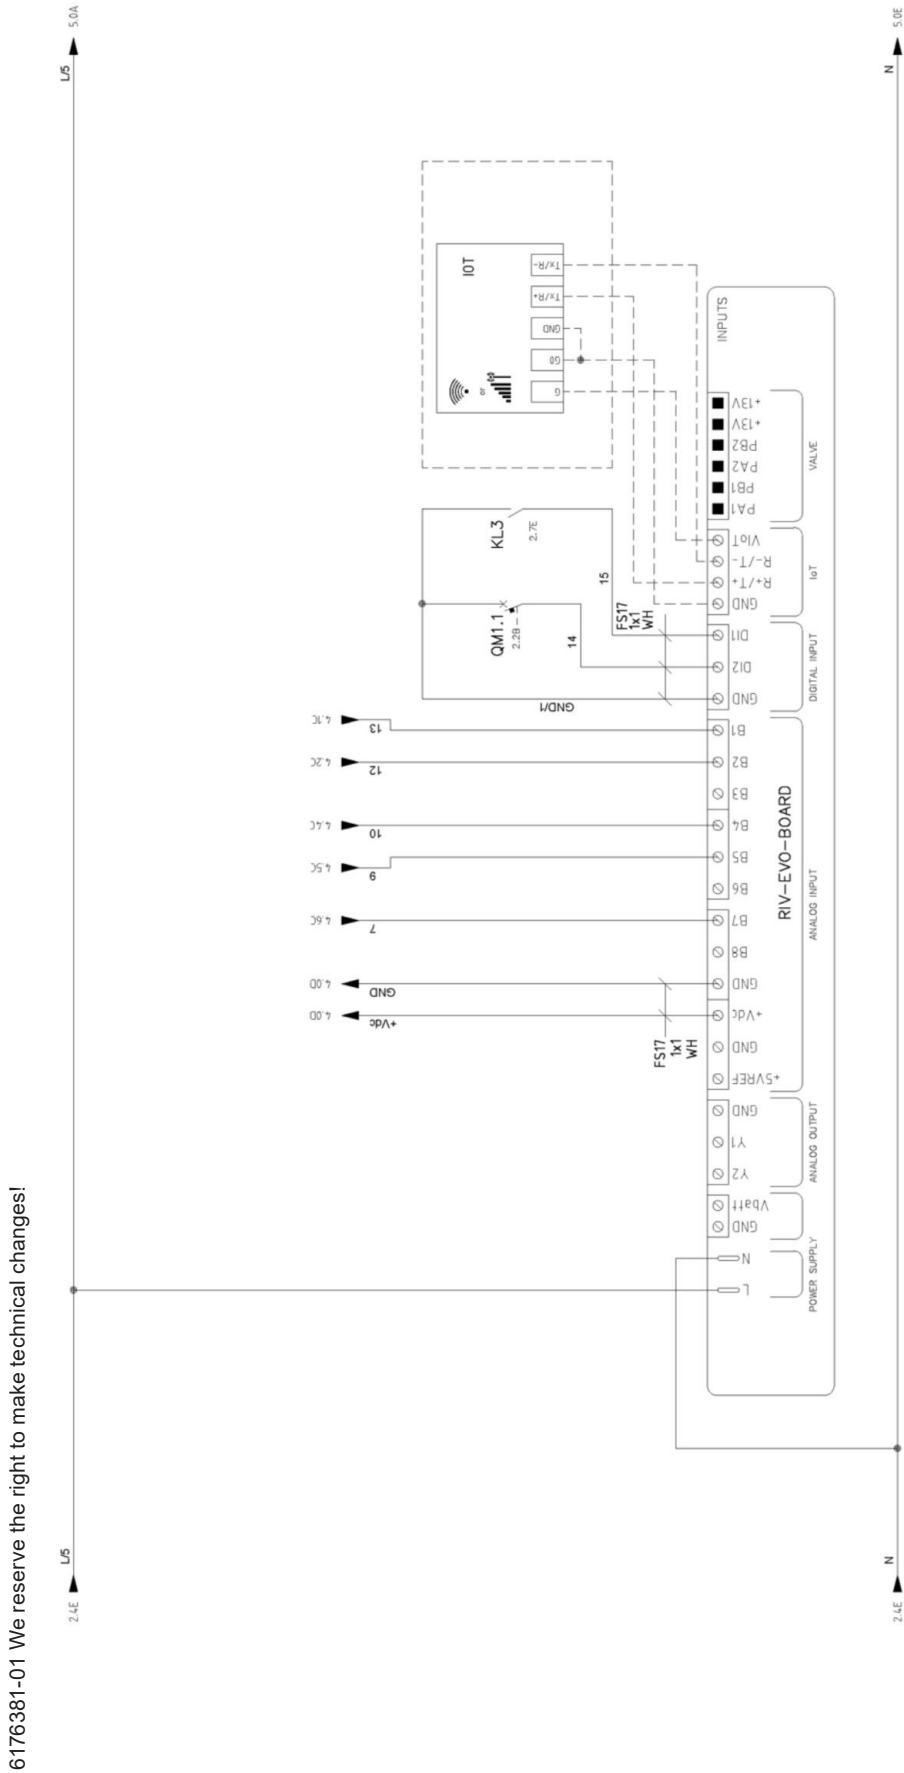 6176381-01 We reserve the right to make technical changes!
2.4E
L/5
L/5
5.0A
IOT
or
G
G0
GND
Tx/R+
Tx/R-
KL3
2.7E
QM1.1
2.2B
15
14
GND/1
FS17
1x1
WH
4.0D
+Vdc
4.0D
GND
4.6C
7
4.5C
9
4.4C
10
4.2C
12
4.1C
13
FS17
1x1
WH
L
N
GND
Vbatt
Y2
Y1
GND
+5VREF
GND
+Vdc
GND
B8
B7
B6
B5
B4
B3
B2
B1
GND
DI2
DI1
GND
R+/T+
R-/T-
VIoT
PA1
PB1
PA2
PB2
+13V
+13V
INPUTS
RIV-EVO-BOARD
POWER SUPPLY
ANALOG OUTPUT
ANALOG INPUT
DIGITAL INPUT
IoT
VALVE
2.4E
N
N
5.0E